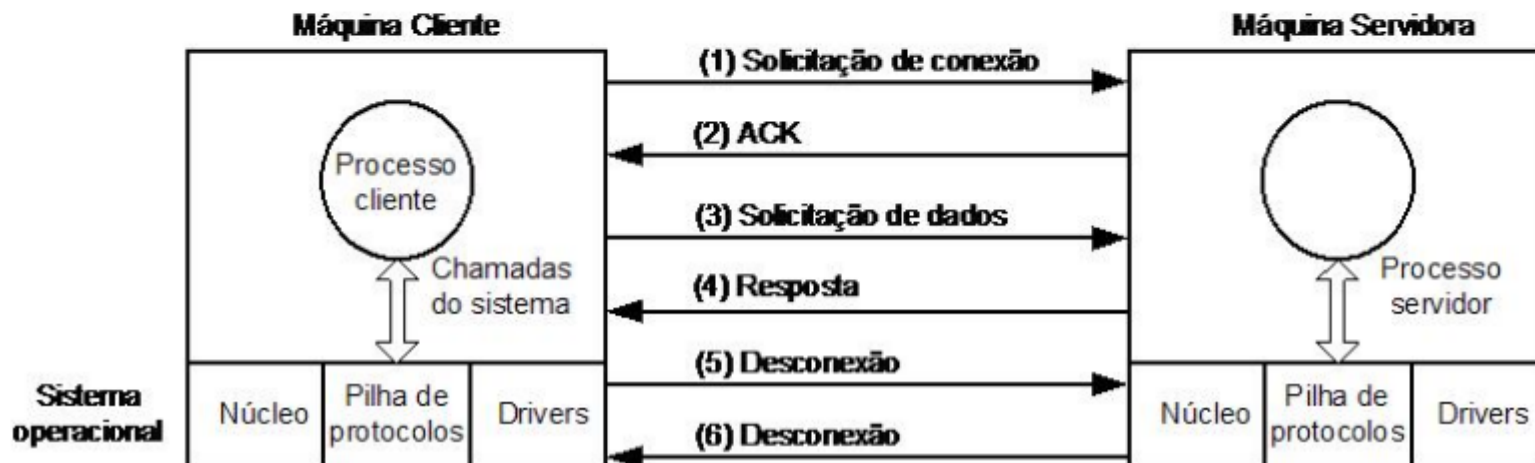 Máquina Cliente
Máquina Servidora
(1) Solicitação de conexão
(2) ACK
Processo
cliente
(3) Solicitação de dados
Chamadas
do sistema
(4) Resposta
Processo
servidor
(5) Desconexão
Sistema
operacional
Núcleo
Pilha de
protocolos
Drivers
(6) Desconexão
Núcleo
Pilha de
protocolos
Drivers